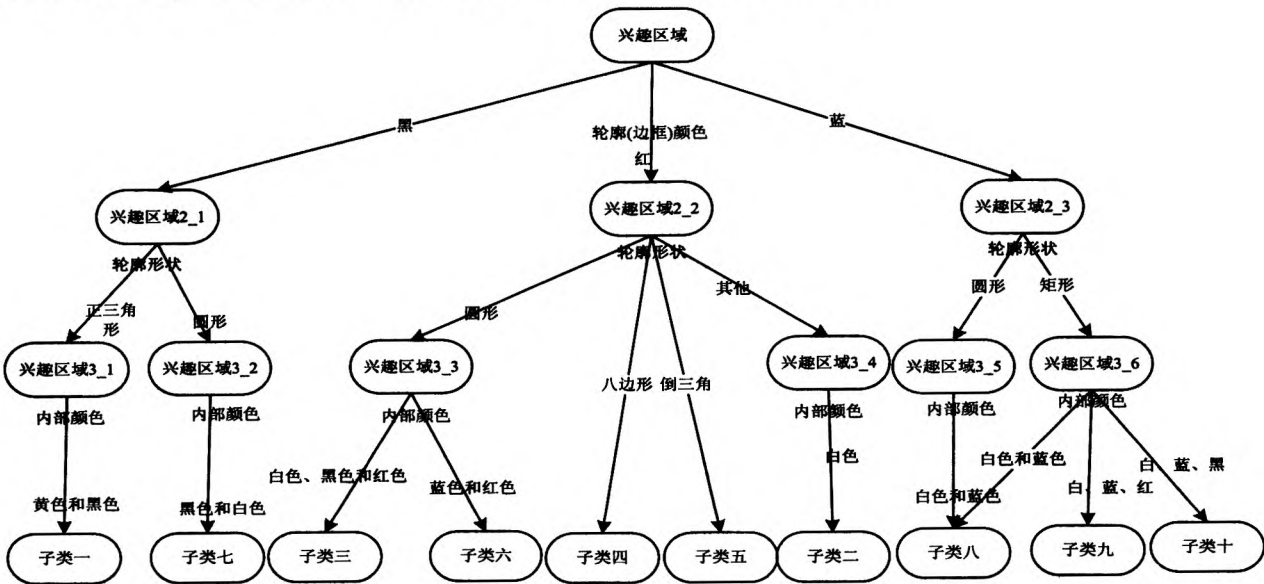 兴趣区域
黑
轮廓(边框)颜色
红
蓝
兴趣区域2_1
兴趣区域2_2
兴趣区域2_3
轮廓形状
轮廓形状
轮廓形状
正三角
形
圆形
圆形
八边形
倒三角
其他
圆形
矩形
兴趣区域3_1
兴趣区域3_2
兴趣区域3_3
兴趣区域3_4
兴趣区域3_5
兴趣区域3_6
内部颜色
内部颜色
内部颜色
内部颜色
内部颜色
内部颜色
黄色和黑色
黑色和白色
白色、黑色和红色
蓝色和红色
白色
白色和蓝色
白色和蓝色
白、蓝、红
白、蓝、黑
子类一
子类七
子类三
子类六
子类四
子类五
子类二
子类八
子类九
子类十